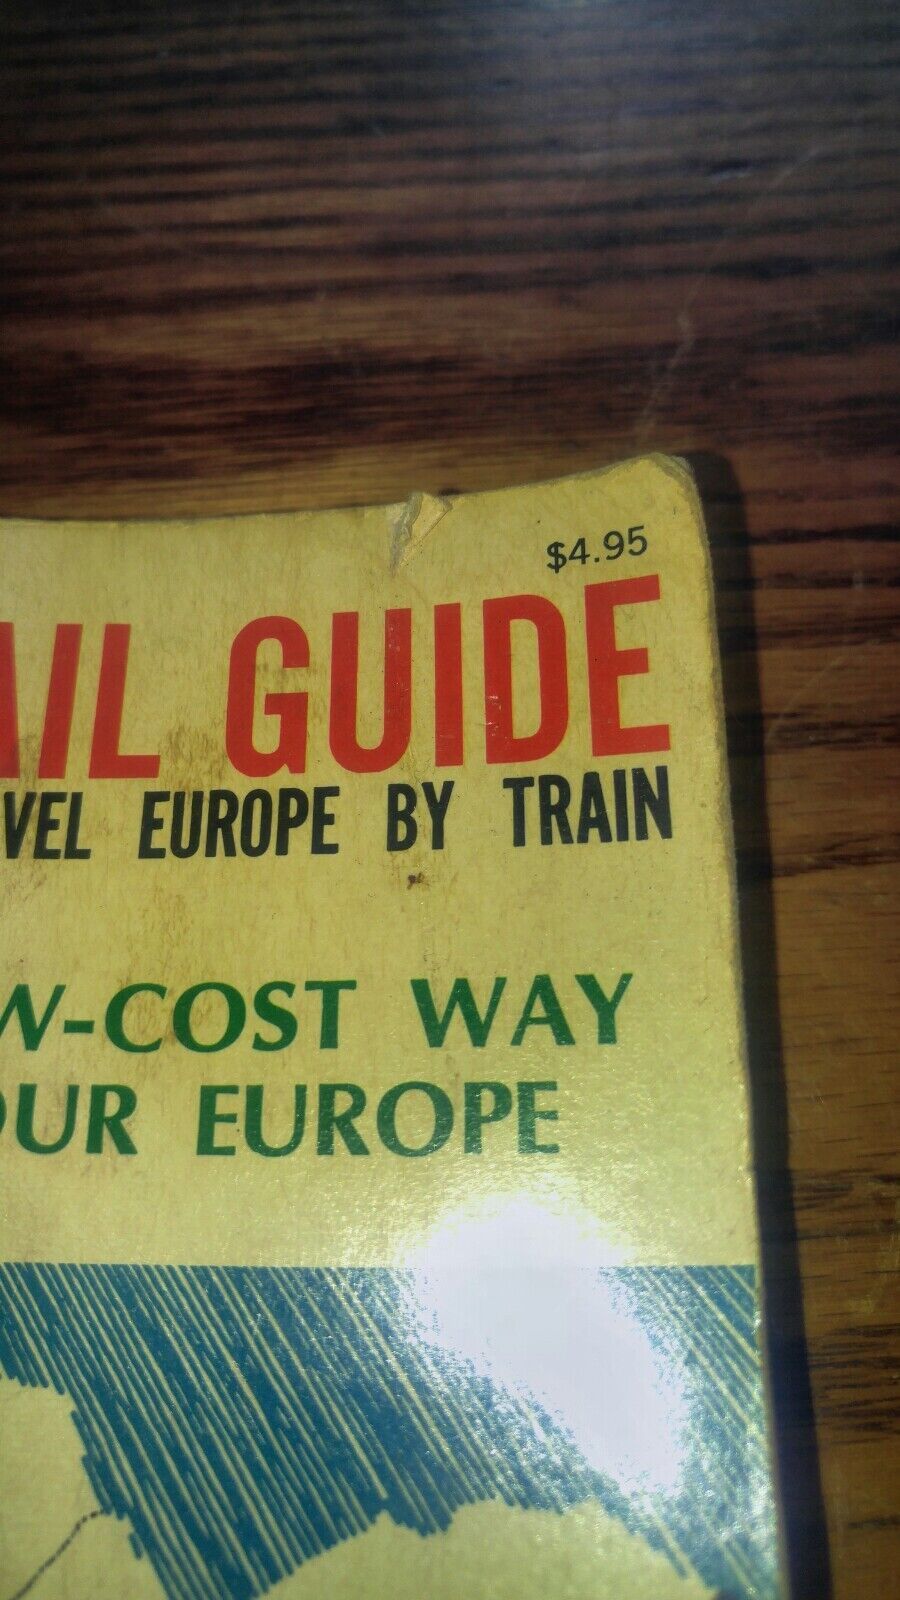 $4.95
AIL GUIDE
VEL EUROPE BY TRAIN
W-COST WAY
OUR EUROPE